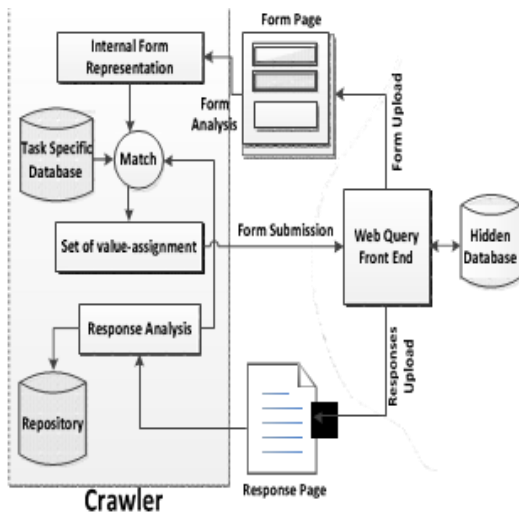 Form Page
Internal Form
Representation
Form
Analysis
Form Upload
Task Specific
Database
Match
Set of value-assignment
Form Submission
Web Query
Front End
Hidden
Database
Response Analysis
Responses
Upload
Repository
Response Page
Crawler